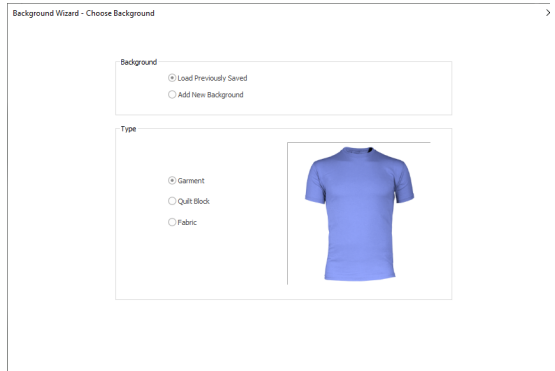 Background Wizard - Choose Background
Background
Load Previously Saved
Add New Background
Type
Garment
Quilt Block
Fabric